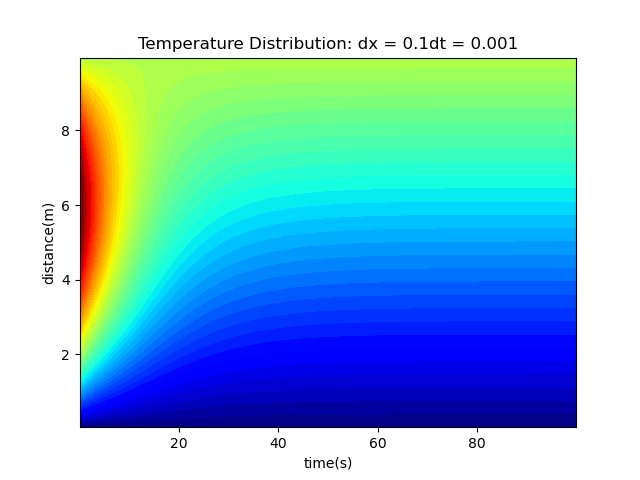 Temperature Distribution: dx = 0.1dt = 0.001
8
6
4
2
distance(m)
20 40 60 80
time(s)